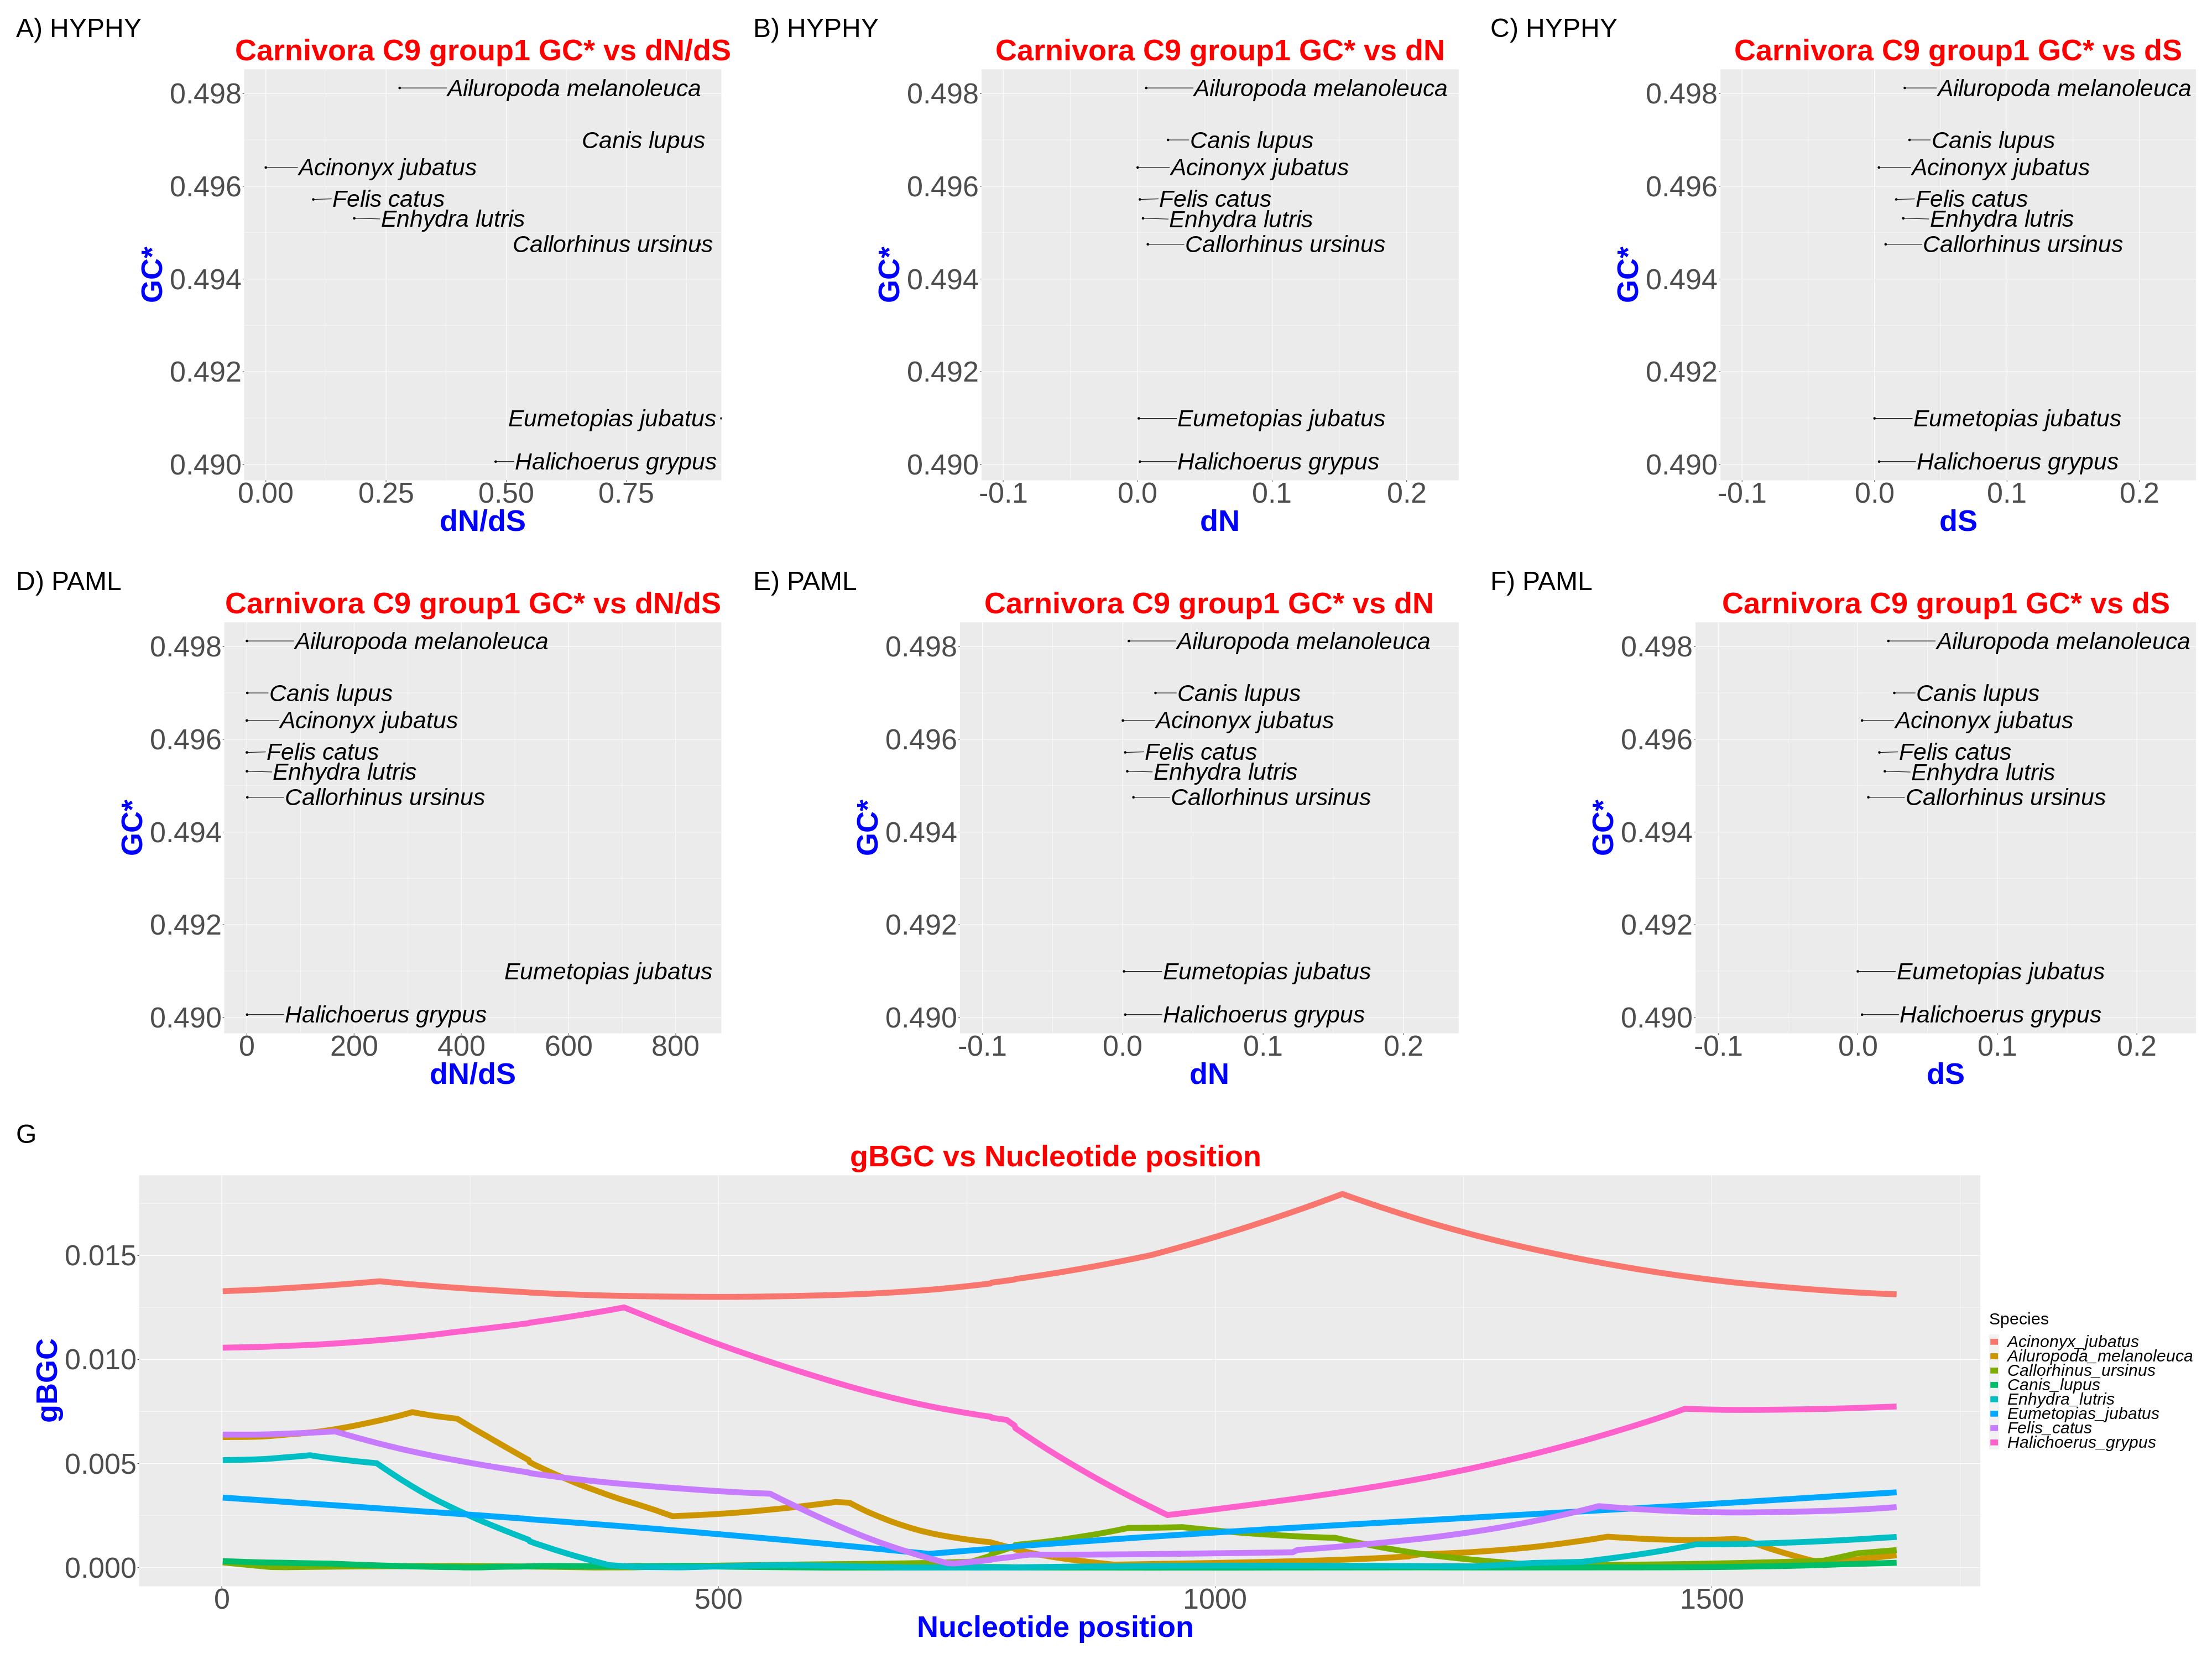 A) HYPHY
Carnivora C9 group1 GC* vs dN/dS
0.498
0.496
0.494
0.492
0.490
GC*
Ailuropoda melanoleuca
Canis lupus
Acinonyx jubatus
Felis catus
Enhydra lutris
Callorhinus ursinus
Eumetopias jubatus
Halichoerus grypus
0.00 0.25 0.50 0.75
dN/dS
B) HYPHY
Carnivora C9 group1 GC* vs dN
0.498
0.496
0.494
0.492
0.490
GC*
Ailuropoda melanoleuca
Canis lupus
Acinonyx jubatus
Felis catus
Enhydra lutris
Callorhinus ursinus
Eumetopias jubatus
Halichoerus grypus
-0.1 0.0 0.1 0.2
dN
C) HYPHY
Carnivora C9 group1 GC* vs dS
0.498
0.496
0.494
0.492
0.490
GC*
Ailuropoda melanoleuca
Canis lupus
Acinonyx jubatus
Felis catus
Enhydra lutris
Callorhinus ursinus
Eumetopias jubatus
Halichoerus grypus
-0.1 0.0 0.1 0.2
dS
D) PAML
Carnivora C9 group1 GC* vs dN/dS
0.498
0.496
0.494
0.492
0.490
GC*
Ailuropoda melanoleuca
Canis lupus
Acinonyx jubatus
Felis catus
Enhydra lutris
Callorhinus ursinus
Eumetopias jubatus
Halichoerus grypus
0 200 400 600 800
dN/dS
E) PAML
Carnivora C9 group1 GC* vs dN
0.498
0.496
0.494
0.492
0.490
GC*
Ailuropoda melanoleuca
Canis lupus
Acinonyx jubatus
Felis catus
Enhydra lutris
Callorhinus ursinus
Eumetopias jubatus
Halichoerus grypus
-0.1 0.0 0.1 0.2
dN
F) PAML
Carnivora C9 group1 GC* vs dS
0.498
0.496
0.494
0.492
0.490
GC*
Ailuropoda melanoleuca
Canis lupus
Acinonyx jubatus
Felis catus
Enhydra lutris
Callorhinus ursinus
Eumetopias jubatus
Halichoerus grypus
-0.1 0.0 0.1 0.2
dS
G
gBGC vs Nucleotide position
0.015
0.010
0.005
0.000
gBGC
0 500 1000 1500
Nucleotide position
Species
Acinonyx_jubatus
Ailuropoda_melanoleuca
Callorhinus_ursinus
Canis_lupus
Enhydra_lutris
Eumetopias_jubatus
Felis_catus
Halichoerus_grypus